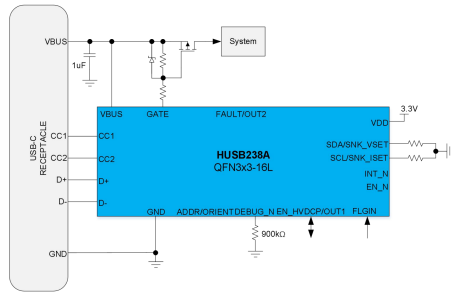 VBUS
System
1uF
VBUS
GATE
FAULT/OUT2
3.3V
VDD
USB-C
RECEPTACLE
CC1
CC1
HUSB238A
SDA/SNK_VSET
CC2
CC2
QFN3x3-16L
SCL/SNK_ISET
D+
D+
INT_N
D-
D-
EN_N
GND
ADDR/ORIENT
DEBUG_N
EN_HVDCP/OUT1
FLGIN
900kΩ
GND